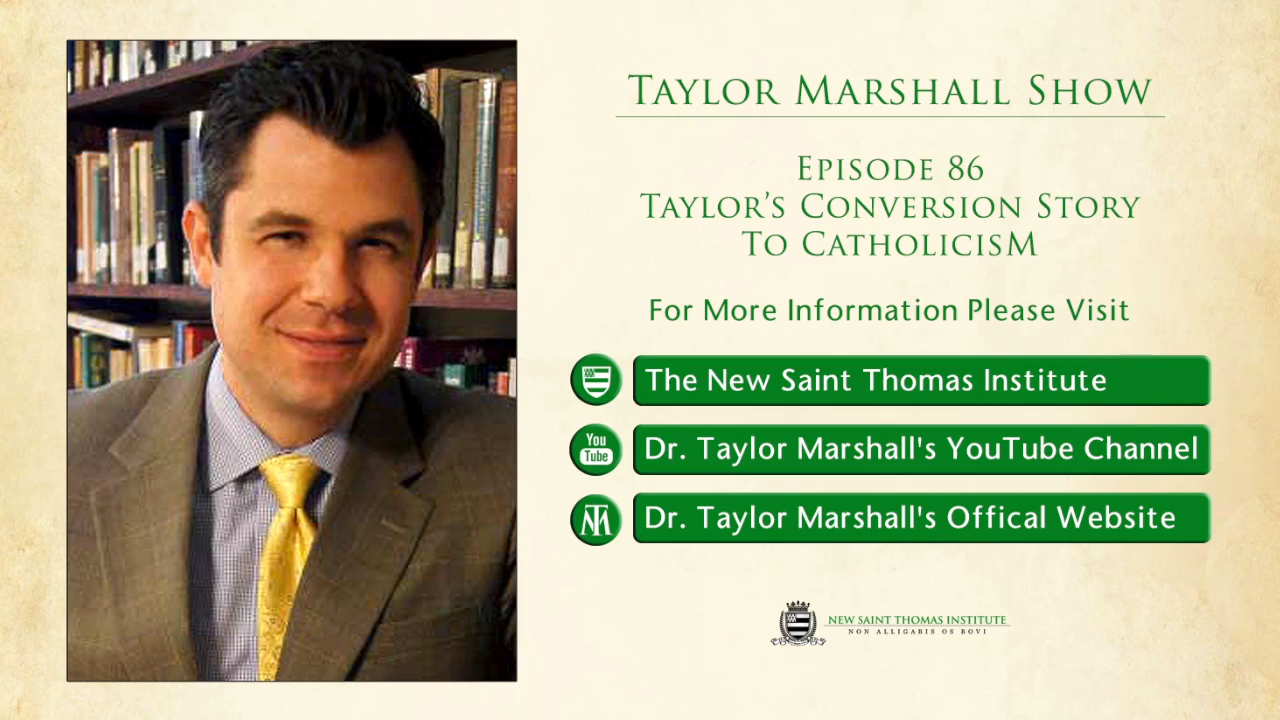 Taylor Marshall Show
Episode 86
Taylor's Conversion Story
To CatholicisM
For More Information Please Visit
The New Saint Thomas Institute
You
Tube
Dr. Taylor Marshall's YouTube Channel
TM
Dr. Taylor Marshall's Offical Website
NEW SAINT THOMAS INSTITUTE
NON ALLIGABIS OS BOVI